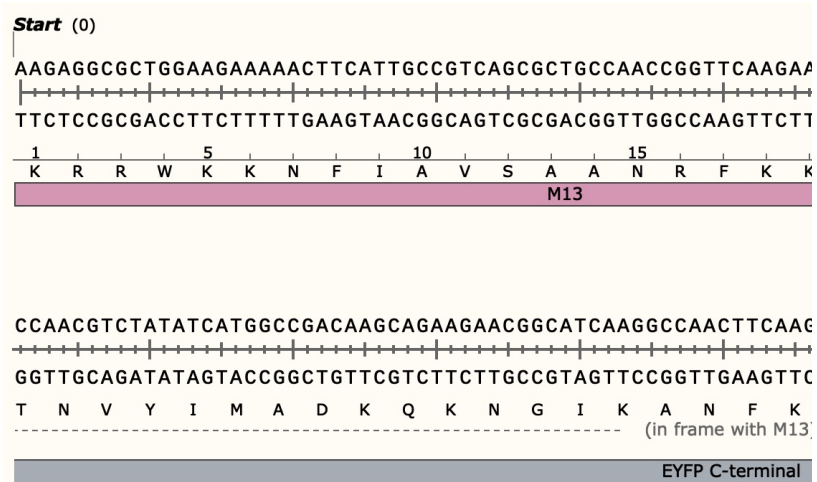 Start (0)
AAGAGGCGCTGGAAGAAAAACTTCATTGCCGTCAGCGCTGCCAACCGGTTCAAGAA
TTCTCCGCGACCTTCTTTTTGAAGTAACGGCAGTCGCGACGGTTGGCCAAGTTCTT
1 5 10 15
K R R W K K N F I A V S A A N R F K K
M13
CCAACGTCTATATCATGGCCGACAAGCAGAAGAACGGCATCAAGGCCAACTTCAAG
GGTTGCAGATATAGTACCGGCTGTTCGTCTTCTTGCCGTAGTTCCGGTTGAAGTTC
T N V Y I M A D K Q K N G I K A N F K
(in frame with M13)
EYFP C-terminal